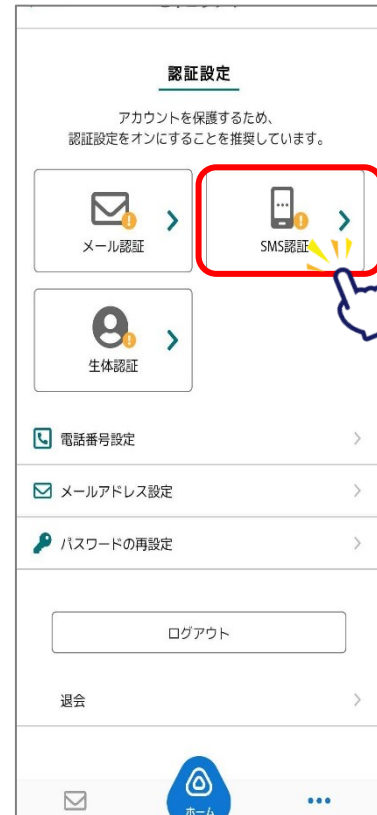 認証設定
アカウントを保護するため、
認証設定をオンにすることを推奨しています。
メール認証
SMS認証
生体認証
電話番号設定
メールアドレス設定
パスワードの再設定
ログアウト
退会
ホーム